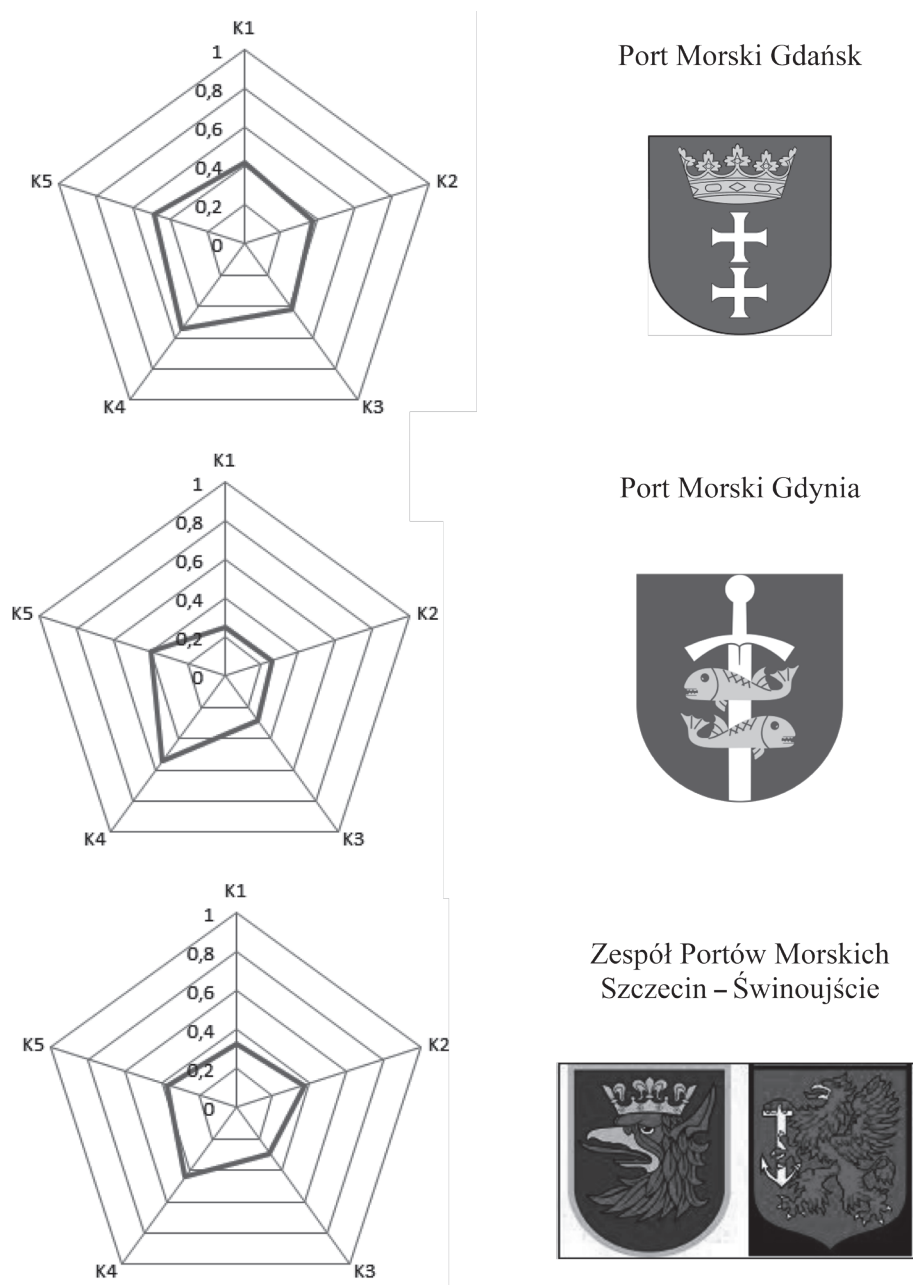 K1
Port Morski Gdańsk
1
0,8
0,6
0,4
0,2
0
K5
K2
K4
K3
K1
Port Morski Gdynia
1
0,8
0,6
0,4
0,2
0
K5
K2
K4
K3
K1
Zespół Portów Morskich
Szczecin – Świnoujście
1
0,8
0,6
0,4
0,2
0
K5
K2
K4
K3